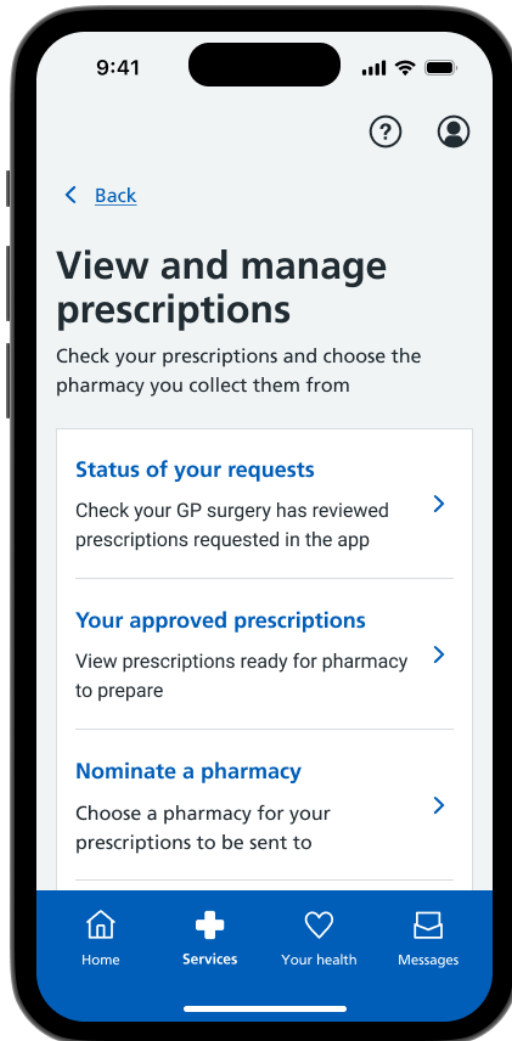 9:41
?
Back
View and manage
prescriptions
Check your prescriptions and choose the
pharmacy you collect them from
Status of your requests
Check your GP surgery has reviewed
prescriptions requested in the app
Your approved prescriptions
View prescriptions ready for pharmacy
to prepare
Nominate a pharmacy
Choose a pharmacy for your
prescriptions to be sent to
Home Services Your health Messages